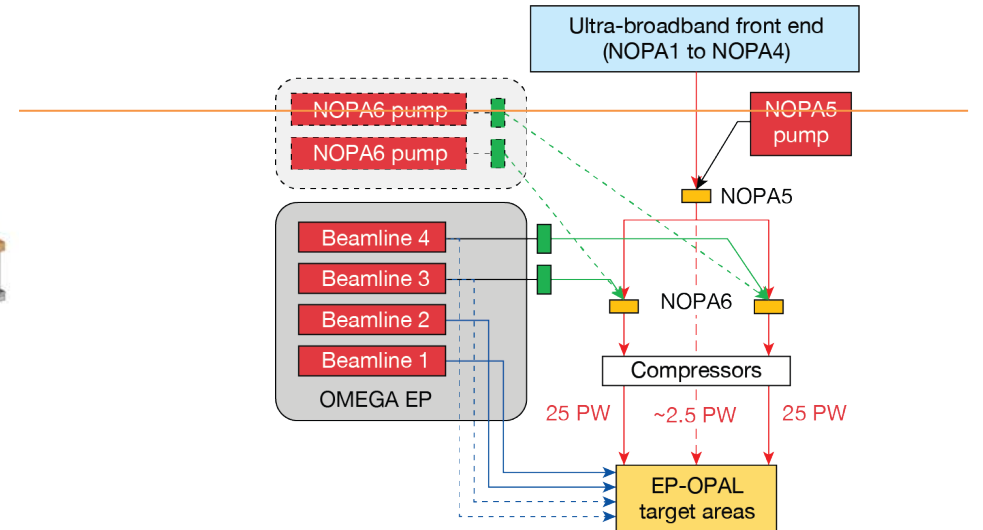 Ultra-broadband front end
(NOPA1 to NOPA4)
NOPA6 pump
NOPA6 pump
NOPA5
pump
NOPA5
Beamline 4
Beamline 3
Beamline 2
Beamline 1
OMEGA EP
NOPA6
Compressors
25 PW
~2.5 PW
25 PW
EP-OPAL
target areas